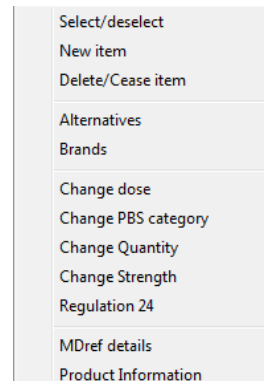 Select/deselect
New item
Delete/Cease item
Alternatives
Brands
Change dose
Change PBS category
Change Quantity
Change Strength
Regulation 24
MDref details
Product Information